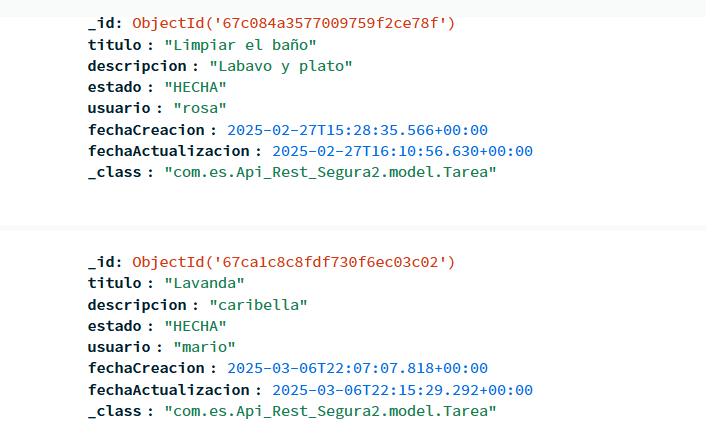 _id: ObjectId('67c084a3577009759f2ce78f')
titulo : "Limpiar el baño"
descripcion : "Labavo y plato"
estado : "HECHA"
usuario : "rosa"
fechaCreacion : 2025-02-27T15:28:35.566+00:00
fechaActualizacion : 2025-02-27T16:10:56.630+00:00
_class : "com.es.Api_Rest_Segura2.model.Tarea"
_id: ObjectId('67ca1c8c8fdf730f6ec03c02')
titulo : "Lavanda"
descripcion : "caribella"
estado : "HECHA"
usuario : "mario"
fechaCreacion : 2025-03-06T22:07:07.818+00:00
fechaActualizacion : 2025-03-06T22:15:29.292+00:00
_class : "com.es.Api_Rest_Segura2.model.Tarea"